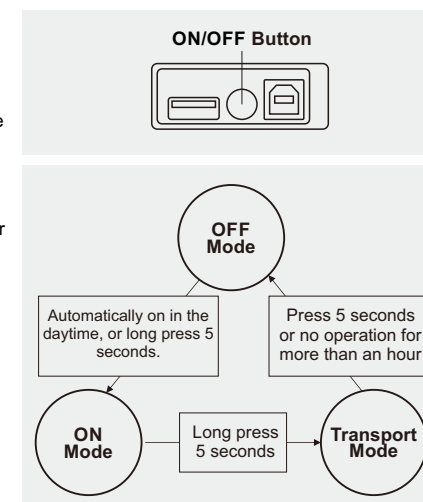 ON/OFF Button
e
r
OFF
Mode
Automatically on in the
daytime, or long press 5
seconds.
Press 5 seconds
or no operation for
more than an hour
ON
Mode
Long press
5 seconds
Transport
Mode